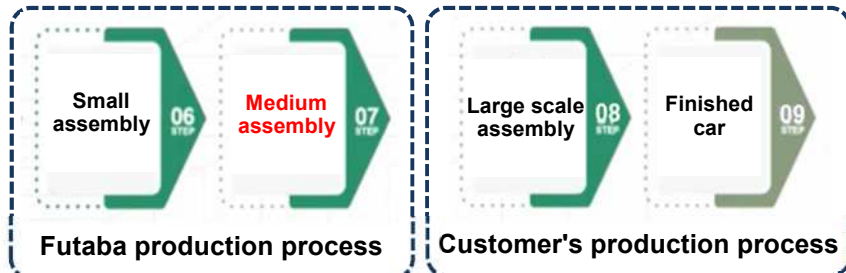 Small
assembly
06
STEP
Medium
assembly
07
STEP
Large scale
assembly
08
STEP
Finished
car
09
STEP
Futaba production process
Customer's production process